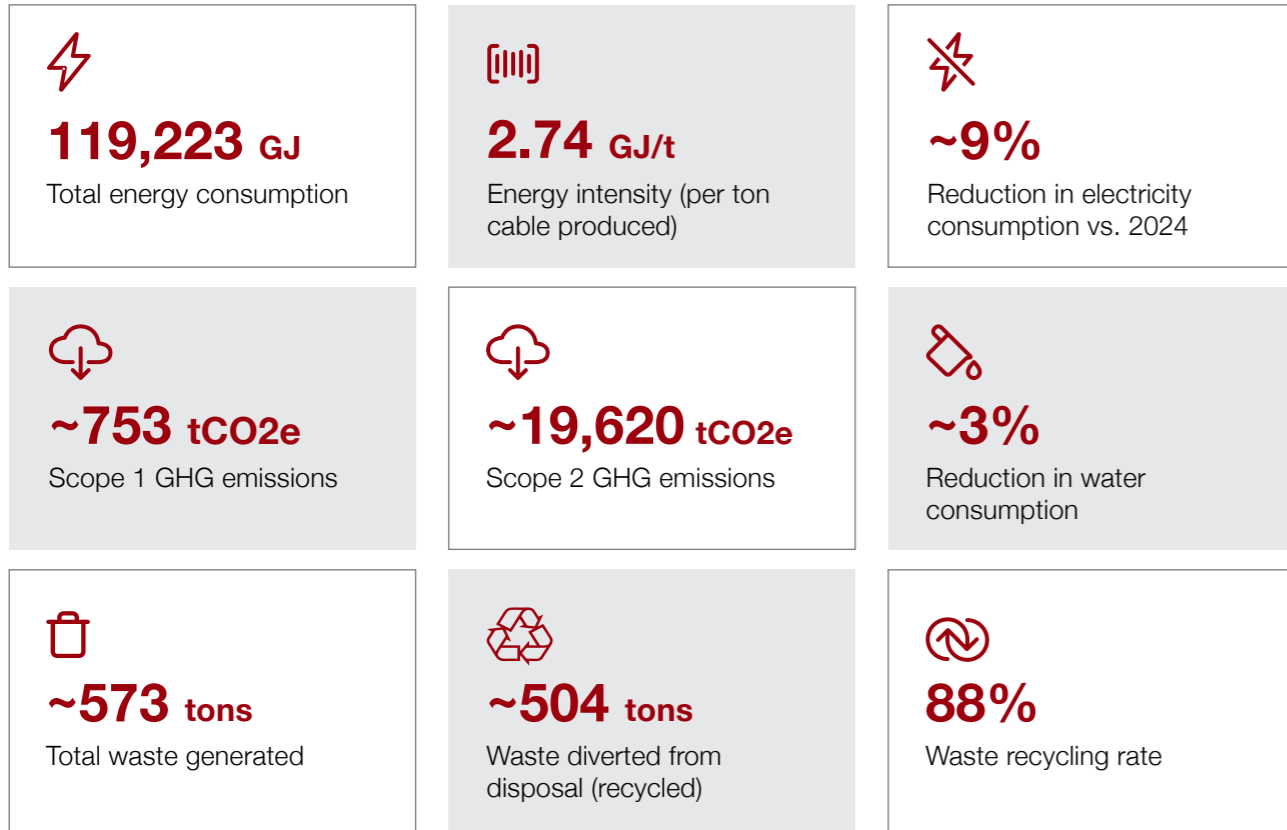 119,223 GJ
Total energy consumption
2.74 GJ/t
Energy intensity (per ton
cable produced)
~9%
Reduction in electricity
consumption vs. 2024
~753 tCO2e
Scope 1 GHG emissions
~19,620 tCO2e
Scope 2 GHG emissions
~3%
Reduction in water
consumption
~573 tons
Total waste generated
~504 tons
Waste diverted from
disposal (recycled)
88%
Waste recycling rate